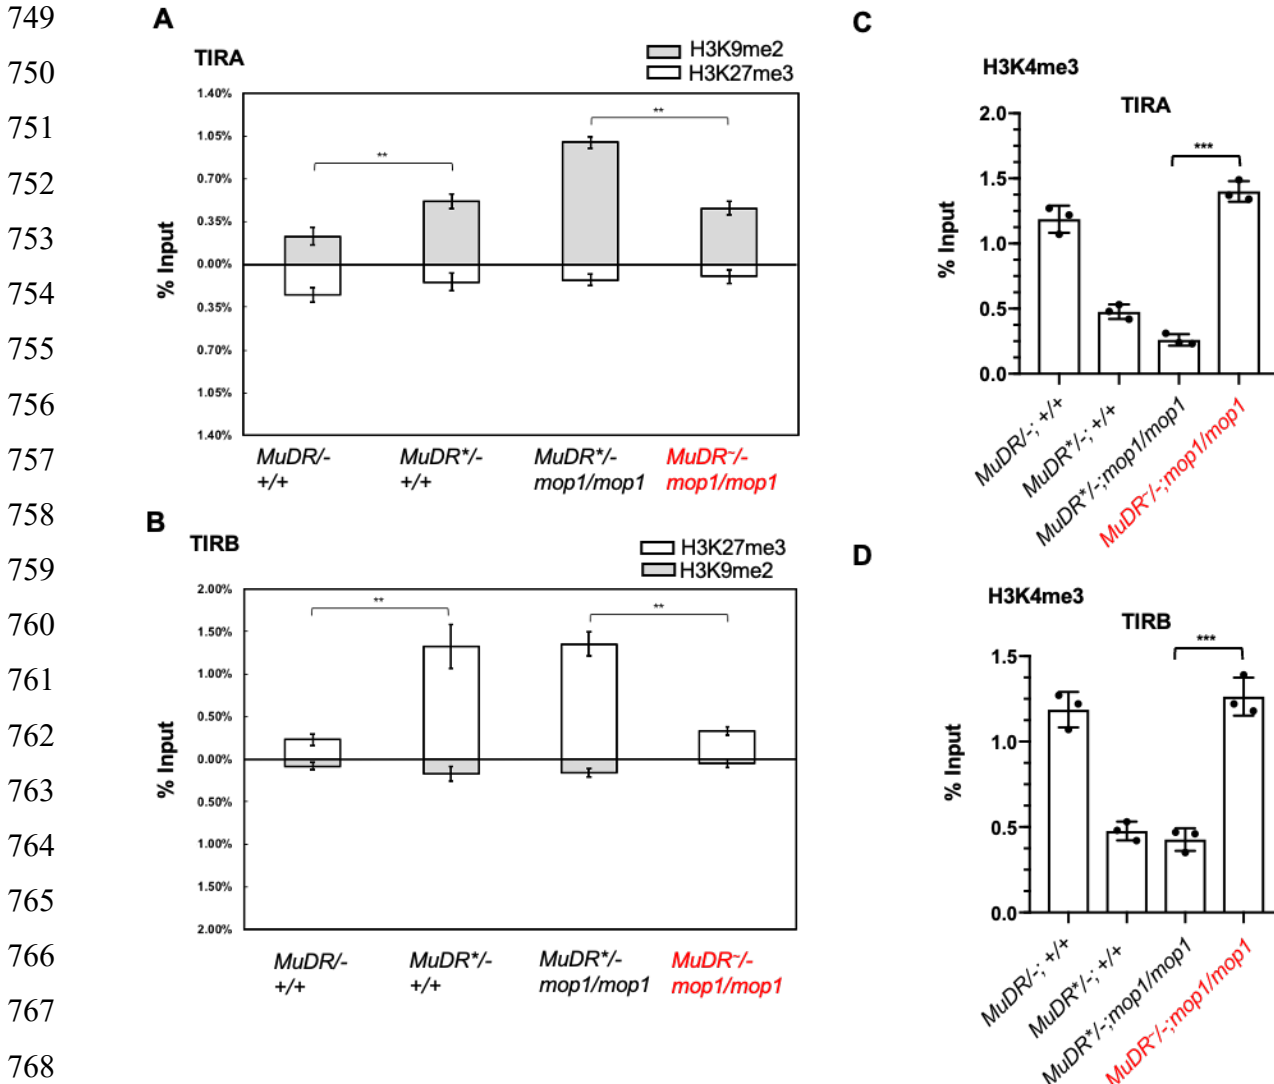 749
750
751
752
753
754
755
756
757
758
759
760
761
762
763
764
765
766
767
768
A
TIRA
H3K9me2
H3K27me3
1.40%
1.05%
0.70%
0.35%
0.00%
0.35%
0.70%
1.05%
1.40%
% Input
**
**
MuDR/-
+/+
MuDR*/-
+/+
MuDR*/-
mop1/mop1
MuDR~/-
mop1/mop1
B
TIRB
H3K27me3
H3K9me2
2.00%
1.50%
1.00%
0.50%
0.00%
0.50%
1.00%
1.50%
2.00%
% Input
**
**
MuDR/-
+/+
MuDR*/-
+/+
MuDR*/-
mop1/mop1
MuDR~/-
mop1/mop1
C
H3K4me3
TIRA
2.0
1.5
1.0
0.5
0.0
% Input
***
MuDR/-; +/+
MuDR*/-; +/+
MuDR*/-;mop1/mop1
MuDR~/-;mop1/mop1
D
H3K4me3
TIRB
1.5
1.0
0.5
0.0
% Input
***
MuDR/-; +/+
MuDR*/-; +/+
MuDR*/-;mop1/mop1
MuDR~/-;mop1/mop1